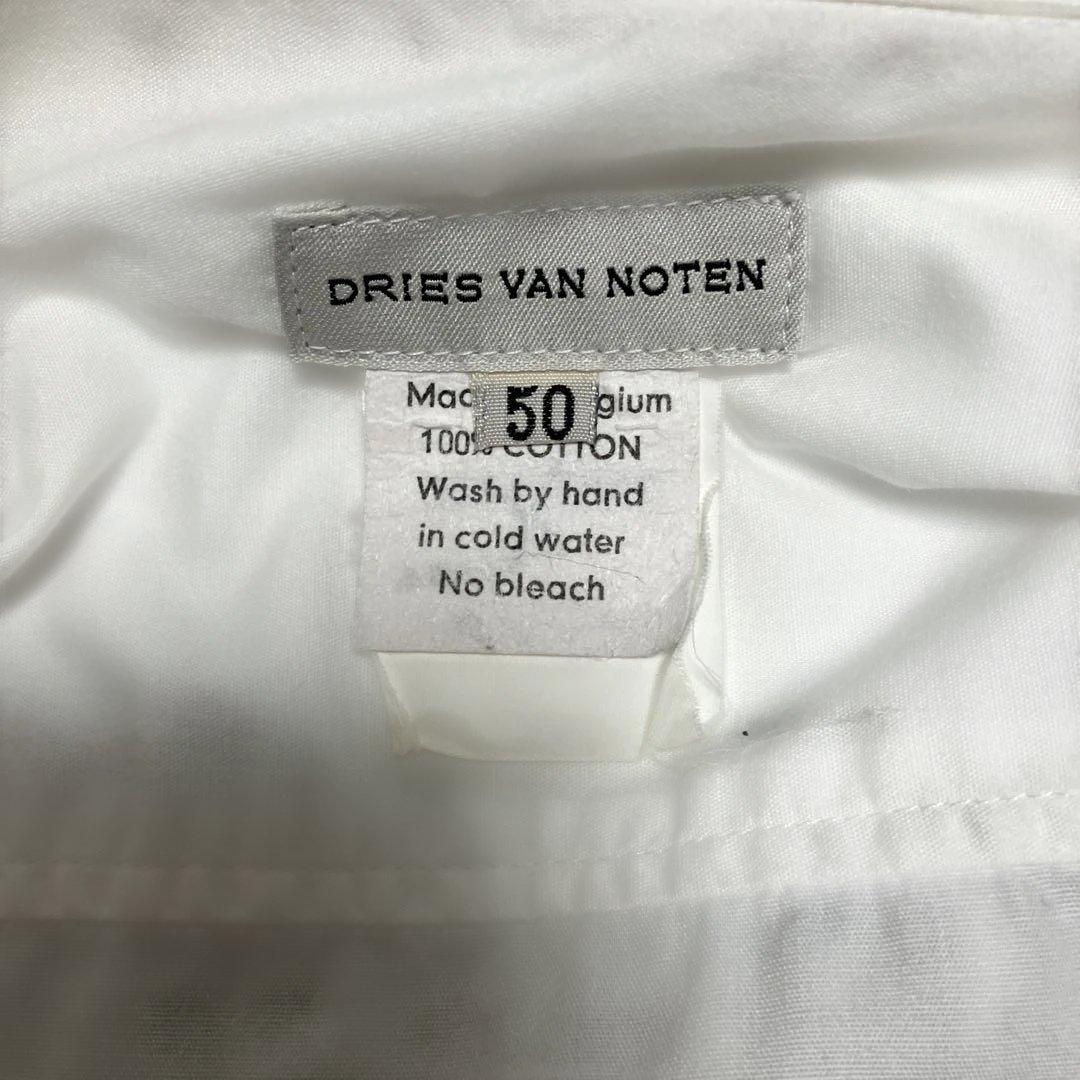 DRIES VAN NOTEN
50
Mac gium
100% COTTON
Wash by hand
in cold water
No bleach